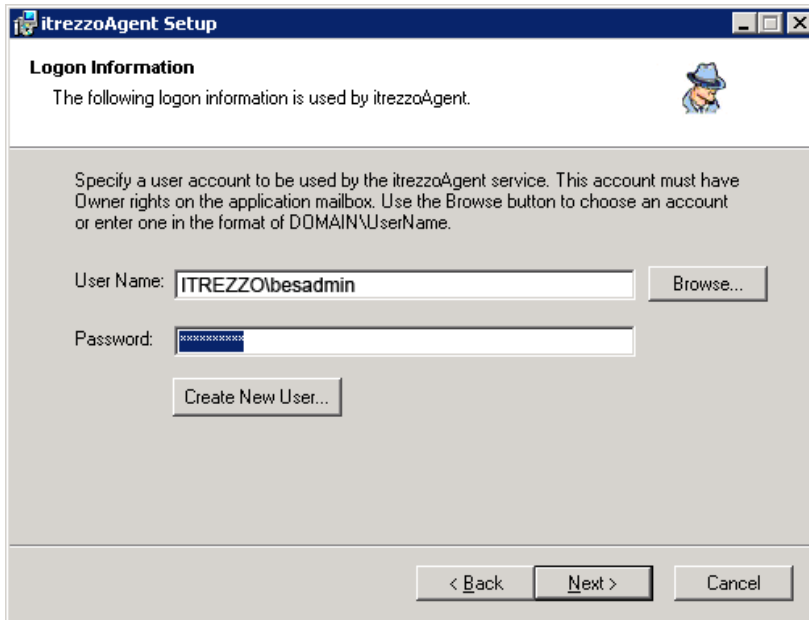 itrezzoAgent Setup
Logon Information
The following logon information is used by itrezzoAgent.
Specify a user account to be used by the itrezzoAgent service. This account must have
Owner rights on the application mailbox. Use the Browse button to choose an account
or enter one in the format of DOMAIN\UserName.
User Name: ITREZZO\besadmin Browse...
Password: **********
Create New User...
< Back Next > Cancel